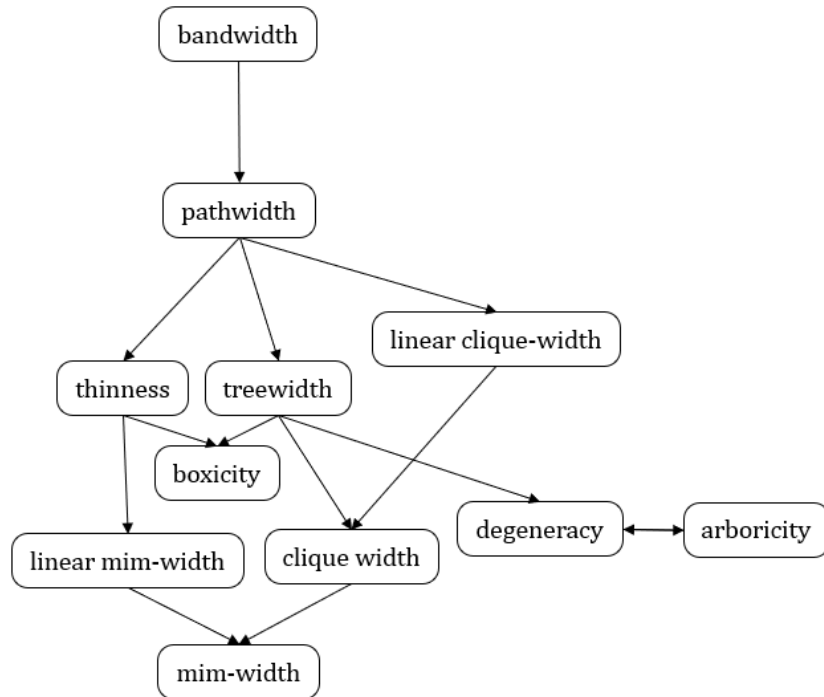 bandwidth
pathwidth
linear clique-width
thinness
treewidth
boxicity
degeneracy
arboricity
linear mim-width
clique width
mim-width